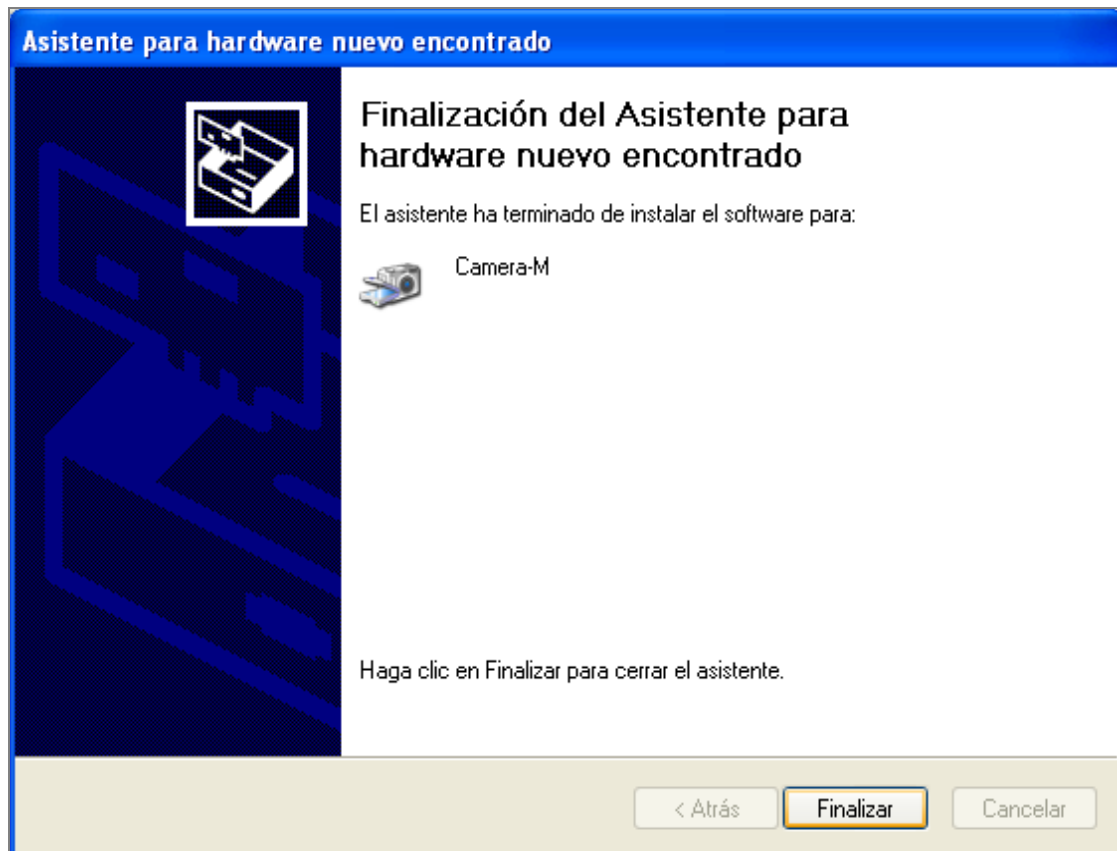 Asistente para hardware nuevo encontrado
Finalización del Asistente para
hardware nuevo encontrado
El asistente ha terminado de instalar el software para:
Camera-M
Haga clic en Finalizar para cerrar el asistente.
< Atrás
Finalizar
Cancelar